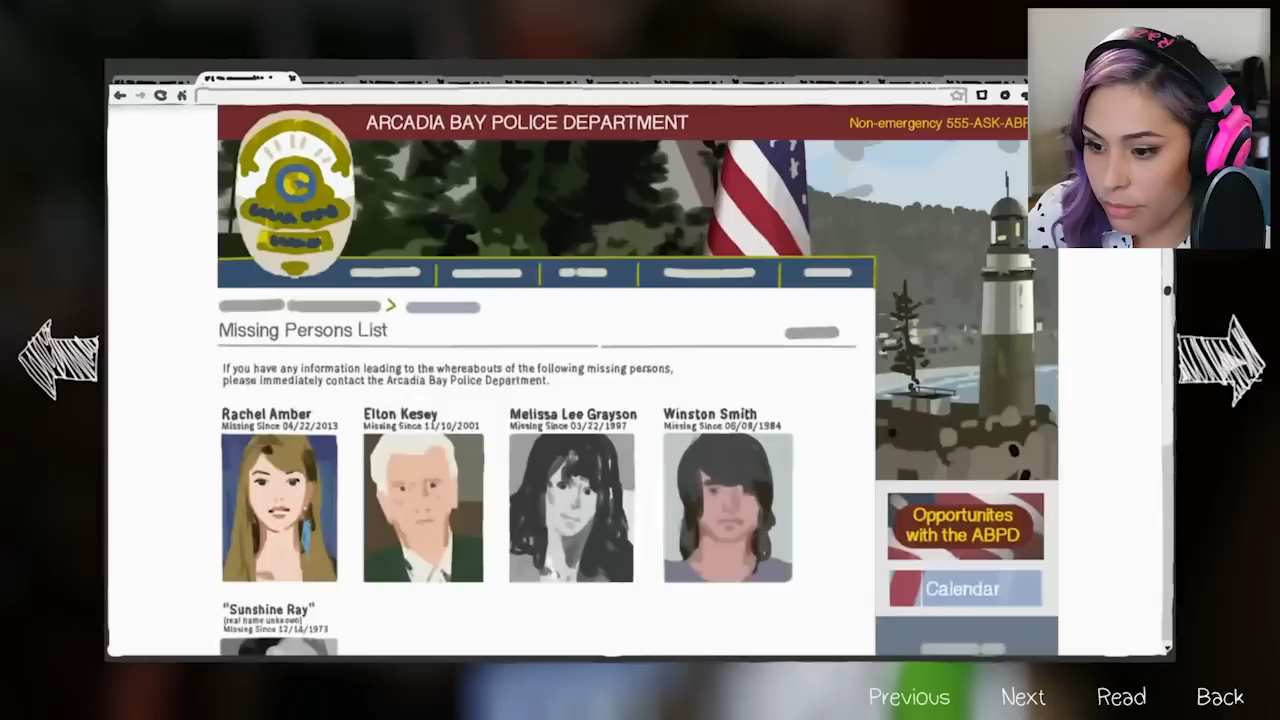 ARCADIA BAY POLICE DEPARTMENT
Non-emergency 555-ASK-ABP
Missing Persons List
If you have any information leading to the whereabouts of the following missing persons,
please immediately contact the Arcadia Bay Police Department.
Rachel Amber
Missing Since 04/22/2013
Elton Kesey
Missing Since 11/10/2001
Melissa Lee Grayson
Missing Since 03/22/1997
Winston Smith
Missing Since 06/08/1984
"Sunshine Ray"
(real name unknown)
Missing Since 12/14/1973
Opportunites
with the ABPD
Calendar
Previous
Next
Read
Back